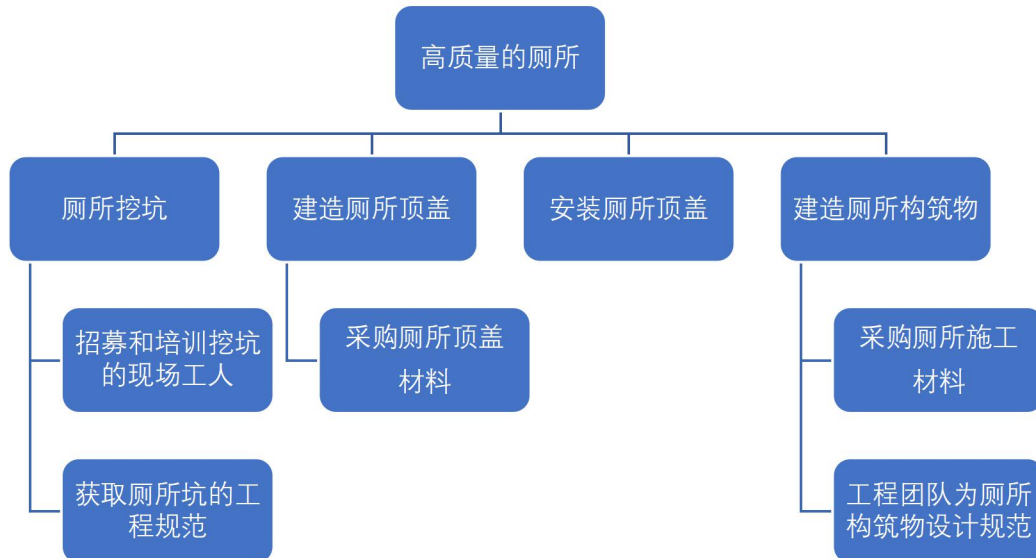 高质量的厕所
厕所挖坑
建造厕所顶盖
安装厕所顶盖
建造厕所构筑物
招募和培训挖坑
的现场工人
采购厕所顶盖
材料
采购厕所施工
材料
获取厕所坑的工
程规范
工程团队为厕所
构筑物设计规范